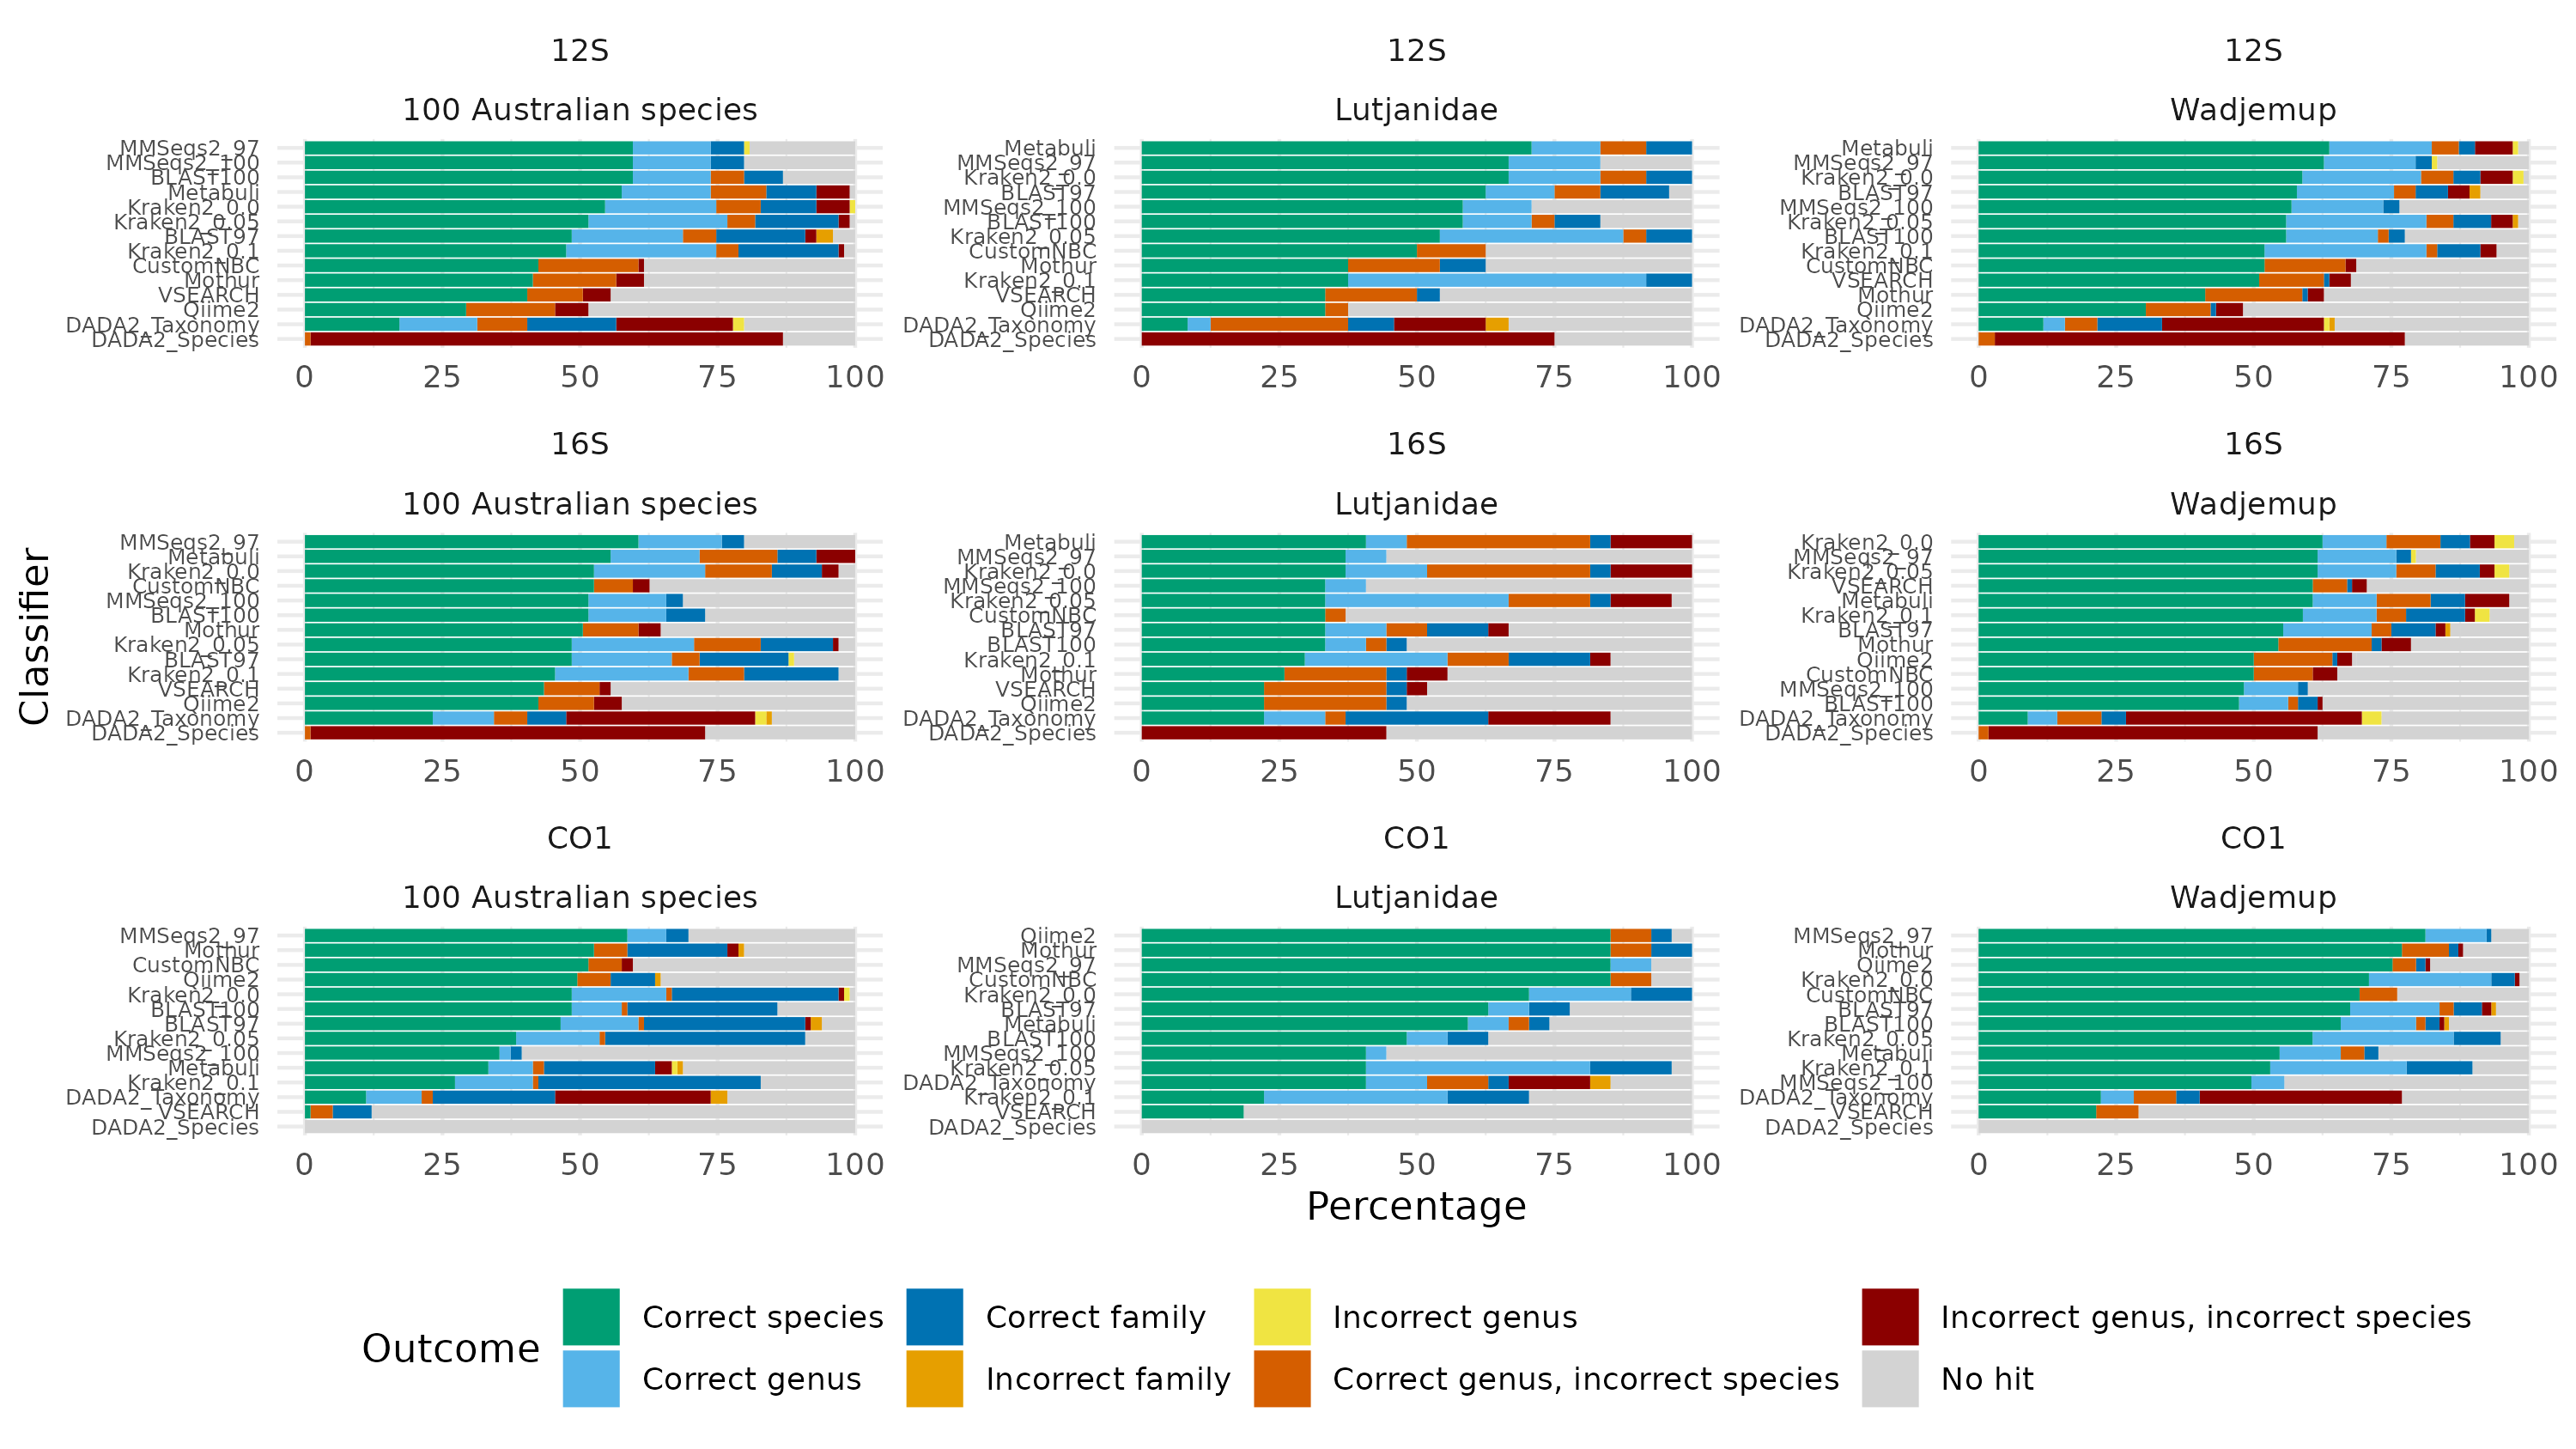 12S
12S
12S
100 Australian species
Lutjanidae
Wadjemup
MMSeqs2_97
MMSeqs2_100
BLAST100
Metabuli
Kraken2_0.0
Kraken2_0.05
BLAST97
Kraken2_0.1
CustomNBC
Mothur
VSEARCH
Qiime2
DADA2_Taxonomy
DADA2_Species
0 25 50 75 100
Metabuli
MMSeqs2_97
Kraken2_0.0
BLAST97
MMSeqs2_100
BLAST100
Kraken2_0.05
CustomNBC
Mothur
Kraken2_0.1
VSEARCH
Qiime2
DADA2_Taxonomy
DADA2_Species
0 25 50 75 100
Metabuli
MMSeqs2_97
Kraken2_0.0
BLAST97
MMSeqs2_100
Kraken2_0.05
BLAST100
Kraken2_0.1
CustomNBC
VSEARCH
Mothur
Qiime2
DADA2_Taxonomy
DADA2_Species
0 25 50 75 100
16S
16S
16S
100 Australian species
Lutjanidae
Wadjemup
MMSeqs2_97
Metabuli
Kraken2_0.0
CustomNBC
MMSeqs2_100
BLAST100
Mothur
Kraken2_0.05
BLAST97
Kraken2_0.1
VSEARCH
Qiime2
DADA2_Taxonomy
DADA2_Species
0 25 50 75 100
Metabuli
MMSeqs2_97
Kraken2_0.0
MMSeqs2_100
Kraken2_0.05
CustomNBC
BLAST97
BLAST100
Kraken2_0.1
Mothur
VSEARCH
Qiime2
DADA2_Taxonomy
DADA2_Species
0 25 50 75 100
Kraken2_0.0
MMSeqs2_97
Kraken2_0.05
VSEARCH
Metabuli
Kraken2_0.1
BLAST97
Mothur
Qiime2
CustomNBC
MMSeqs2_100
BLAST100
DADA2_Taxonomy
DADA2_Species
0 25 50 75 100
Classifier
CO1
CO1
CO1
100 Australian species
Lutjanidae
Wadjemup
MMSeqs2_97
Mothur
CustomNBC
Qiime2
Kraken2_0.0
BLAST100
BLAST97
Kraken2_0.05
MMSeqs2_100
Metabuli
Kraken2_0.1
DADA2_Taxonomy
VSEARCH
DADA2_Species
0 25 50 75 100
Qiime2
Mothur
MMSeqs2_97
CustomNBC
Kraken2_0.0
BLAST97
Metabuli
BLAST100
MMSeqs2_100
Kraken2_0.05
DADA2_Taxonomy
Kraken2_0.1
VSEARCH
DADA2_Species
0 25 50 75 100
MMSeqs2_97
Mothur
Qiime2
Kraken2_0.0
CustomNBC
BLAST97
BLAST100
Kraken2_0.05
Metabuli
Kraken2_0.1
MMSeqs2_100
DADA2_Taxonomy
VSEARCH
DADA2_Species
0 25 50 75 100
Percentage
Outcome
Correct species
Correct family
Incorrect genus
Incorrect genus, incorrect species
Correct genus
Incorrect family
Correct genus, incorrect species
No hit